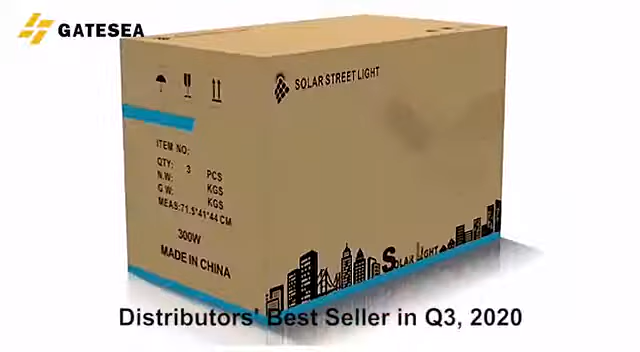 GATESEA
SOLAR STREET LIGHT
ITEM NO:
QTY: 3 PCS
N.W: KGS
G.W: KGS
MEAS:71.5*41*44 CM
300W
MADE IN CHINA
SOLAR LIGHT
Distributors' Best Seller in Q3, 2020